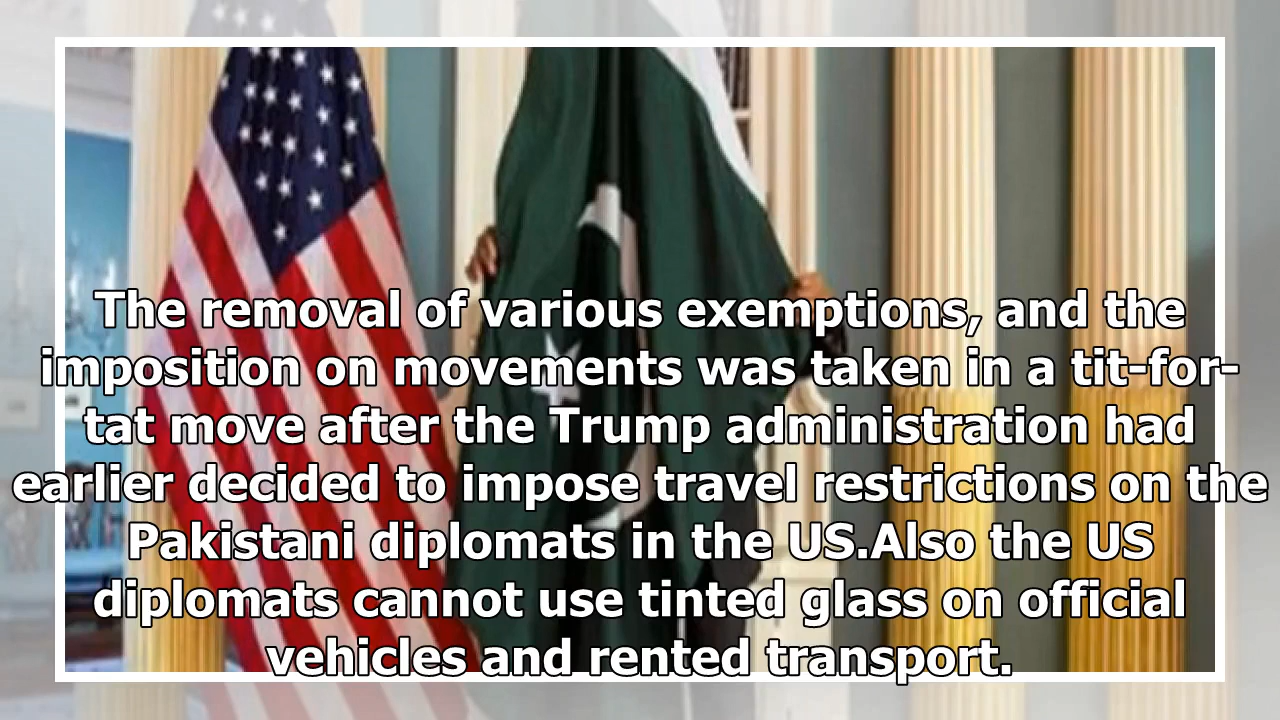 The removal of various exemptions, and the
imposition on movements was taken in a tit-for-
tat move after the Trump administration had
earlier decided to impose travel restrictions on the
Pakistani diplomats in the US.Also the US
diplomats cannot use tinted glass on official
vehicles and rented transport.